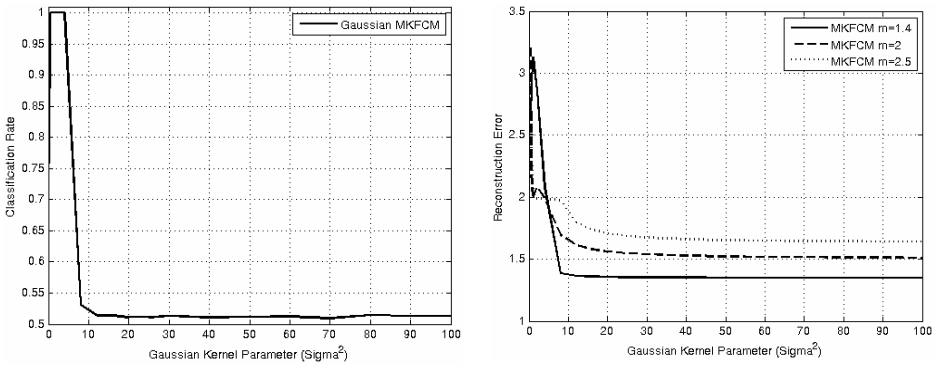 1
0.95
0.9
0.85
0.8
0.75
0.7
0.65
0.6
0.55
0.5
Classification Rate
Gaussian MKFCM
0 10 20 30 40 50 60 70 80 90 100
Gaussian Kernel Parameter (Sigma²)
3.5
3
2.5
2
1.5
1
Reconstruction Error
MKFCM m=1.4
MKFCM m=2
MKFCM m=2.5
0 10 20 30 40 50 60 70 80 90 100
Gaussian Kernel Parameter (Sigma²)